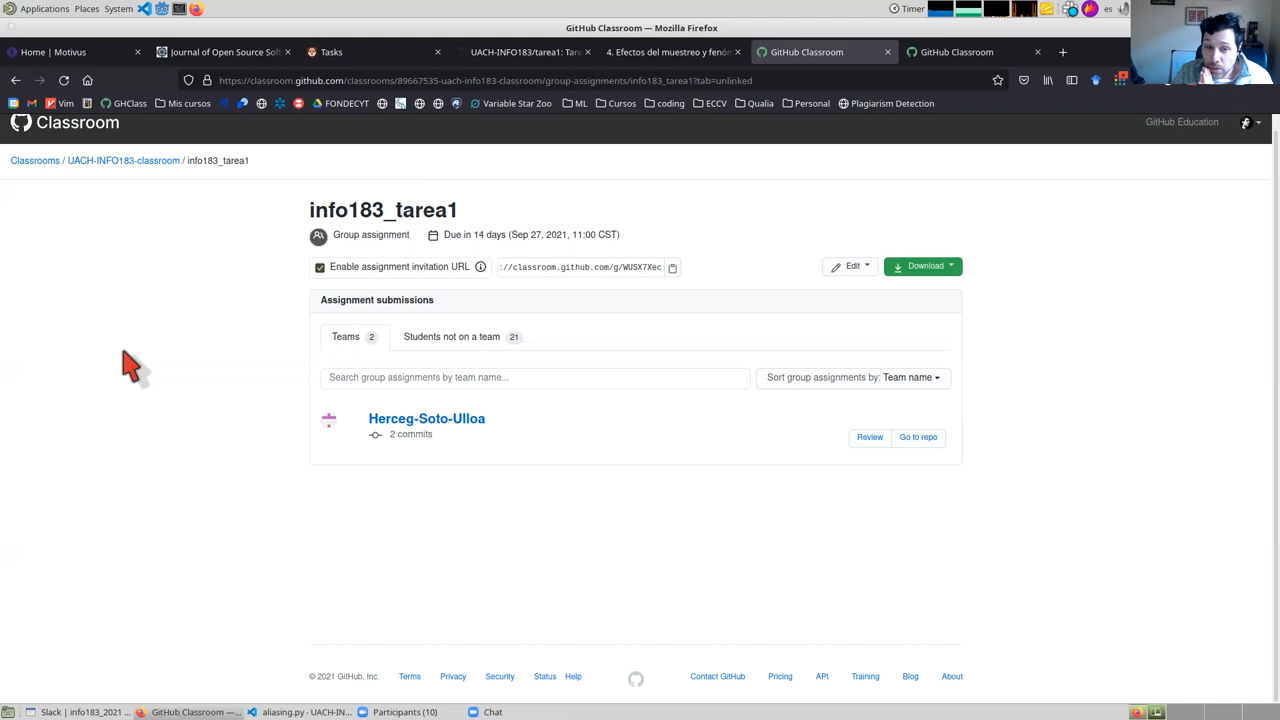 Applications Places System Timer es
GitHub Classroom — Mozilla Firefox
Home | Motivus
Journal of Open Source Soft
Tasks
UACH-INFO183/tarea1: Tare
4. Efectos del muestreo y fenóm
GitHub Classroom
GitHub Classroom
https://classroom.github.com/classrooms/89667535-uach-info183-classroom/group-assignments/info183_tarea1?tab=unlinked
Vim GHClass Mis cursos FONDECYT Variable Star Zoo ML Cursos coding ECCV Qualia Personal Plagiarism Detection
Classroom
GitHub Education
Classrooms / UACH-INFO183-classroom / info183_tarea1
info183_tarea1
Group assignment Due in 14 days (Sep 27, 2021, 11:00 CST)
Enable assignment invitation URL ://classroom.github.com/g/WUSX7Xec Edit Download
Assignment submissions
Teams 2 Students not on a team 21
Search group assignments by team name... Sort group assignments by: Team name
Herceg-Soto-Ulloa
2 commits
Review Go to repo
© 2021 GitHub, Inc. Terms Privacy Security Status Help Contact GitHub Pricing API Training Blog About
Slack | info183_2021 ... GitHub Classroom —... aliasing.py - UACH-IN... Participants (10) Chat